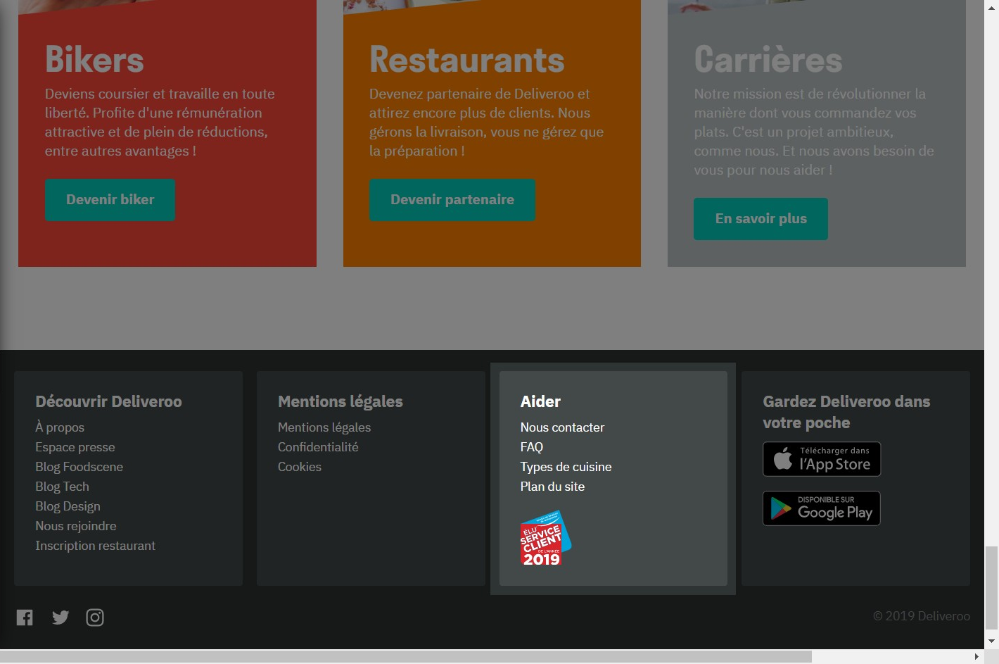 Bikers
Deviens coursier et travaille en toute
liberté. Profite d'une rémunération
attractive et de plein de réductions,
entre autres avantages !
Devenir biker
Restaurants
Devenez partenaire de Deliveroo et
attirez encore plus de clients. Nous
gérons la livraison, vous ne gérez que
la préparation !
Devenir partenaire
Carrières
Notre mission est de révolutionner la
manière dont vous commandez vos
plats. C'est un projet ambitieux,
comme nous. Et nous avons besoin de
vous pour nous aider !
En savoir plus
Découvrir Deliveroo
À propos
Espace presse
Blog Foodscene
Blog Tech
Blog Design
Nous rejoindre
Inscription restaurant
Mentions légales
Mentions légales
Confidentialité
Cookies
Aider
Nous contacter
FAQ
Types de cuisine
Plan du site
ÉLU
SERVICE
CLIENT
DE L'ANNÉE
2019
Gardez Deliveroo dans
votre poche
Télécharger dans
l'App Store
DISPONIBLE SUR
Google Play
© 2019 Deliveroo